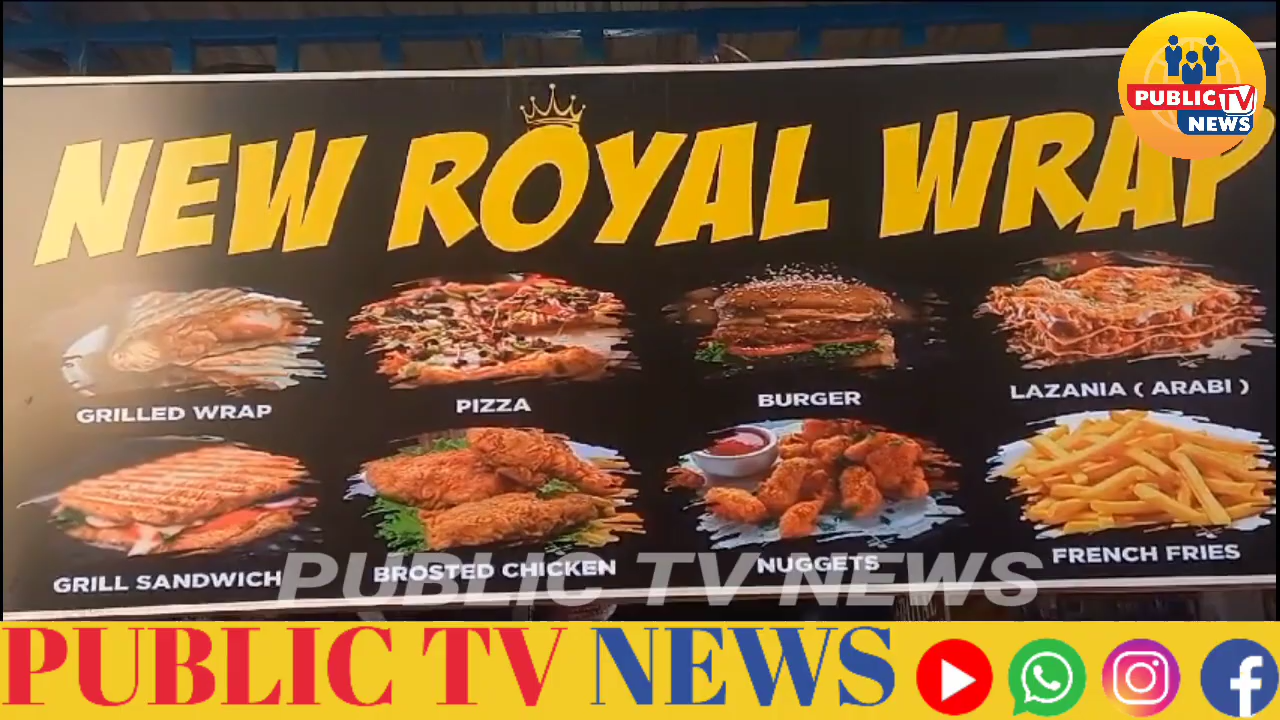 PUBLIC TV
NEWS
NEW ROYAL WRAP
GRILLED WRAP
PIZZA
BURGER
LAZANIA ( ARABI )
GRILL SANDWICH
BROSTED CHICKEN
NUGGETS
FRENCH FRIES
PUBLIC TV NEWS
PUBLIC TV NEWS